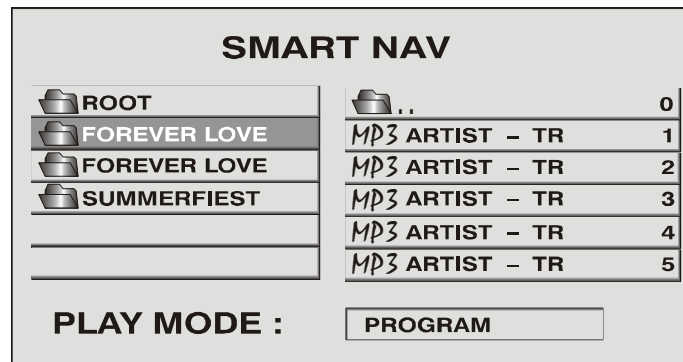 SMART NAV
ROOT
FOREVER LOVE
FOREVER LOVE
SUMMERFIEST
.. 0
MP3 ARTIST – TR 1
MP3 ARTIST – TR 2
MP3 ARTIST – TR 3
MP3 ARTIST – TR 4
MP3 ARTIST – TR 5
PLAY MODE : PROGRAM